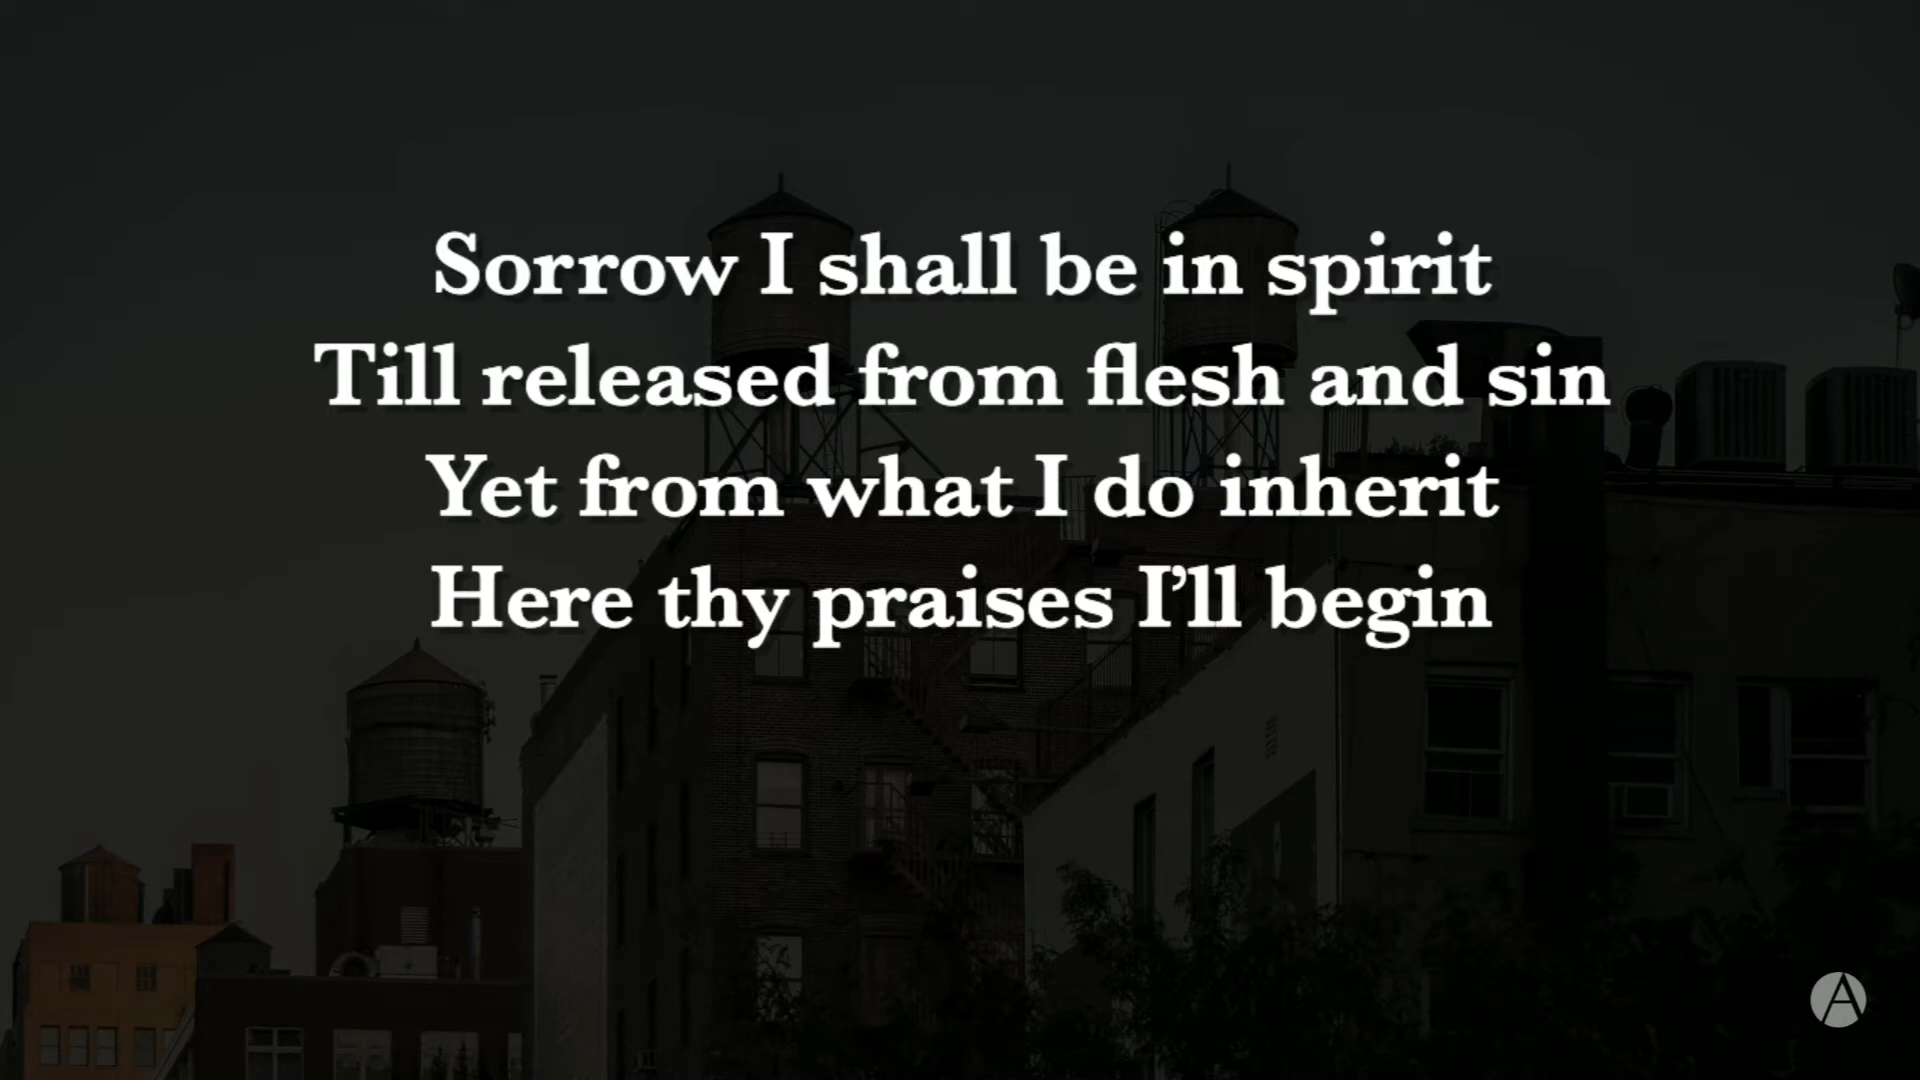 Sorrow I shall be in spirit
Till released from flesh and sin
Yet from what I do inherit
Here thy praises I'll begin
A